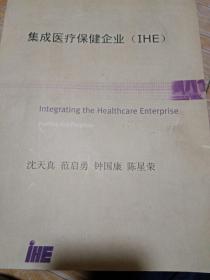 集成医疗保健企业（IHE）
Integrating the Healthcare Enterprise
沈天真 范启勇 钟国康 陈星荣
IHE